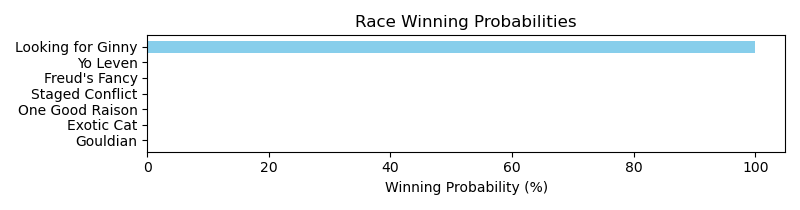 Race Winning Probabilities
Looking for Ginny
Yo Leven
Freud's Fancy
Staged Conflict
One Good Raison
Exotic Cat
Gouldian
0 20 40 60 80 100
Winning Probability (%)